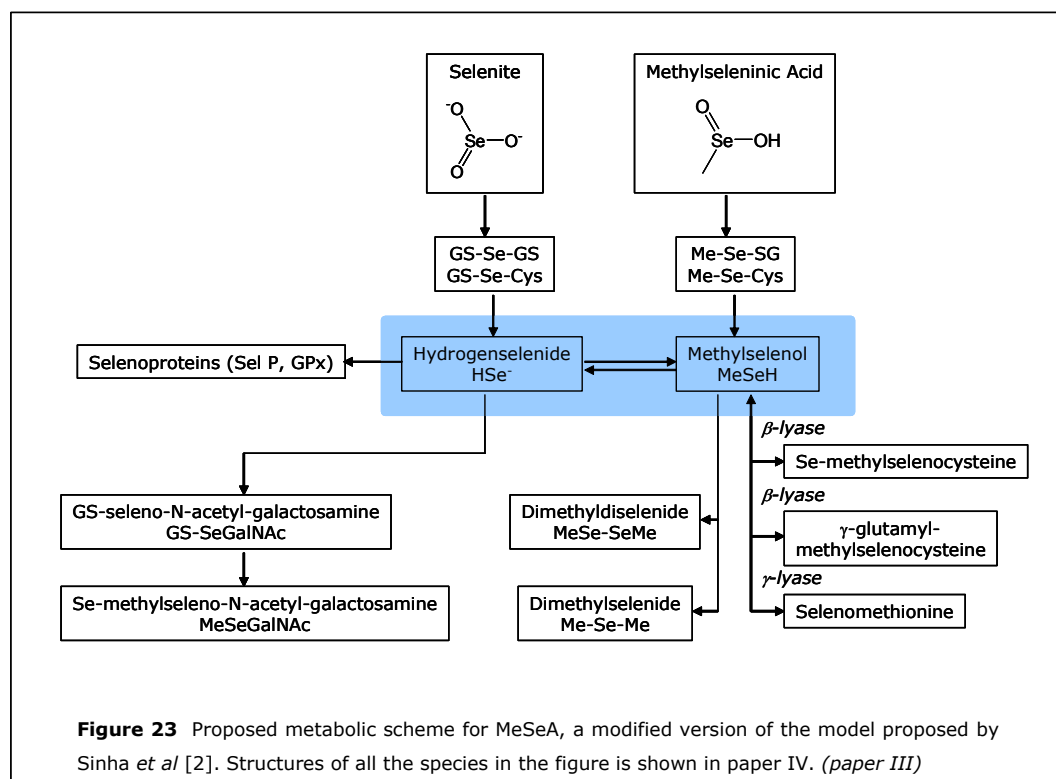 Selenite
-O
Se
O-
O
Methylseleninic Acid
O
Se
OH
GS-Se-GS
GS-Se-Cys
Me-Se-SG
Me-Se-Cys
Selenoproteins (Sel P, GPx)
Hydrogenselenide
HSe-
Methylselenol
MeSeH
β-lyase
Se-methylselenocysteine
β-lyase
γ-glutamyl-
methylselenocysteine
γ-lyase
Selenomethionine
GS-seleno-N-acetyl-galactosamine
GS-SeGalNAc
Dimethyldiselenide
MeSe-SeMe
Se-methylseleno-N-acetyl-galactosamine
MeSeGalNAc
Dimethylselenide
Me-Se-Me
Figure 23 Proposed metabolic scheme for MeSeA, a modified version of the model proposed by
Sinha et al [2]. Structures of all the species in the figure is shown in paper IV. (paper III)